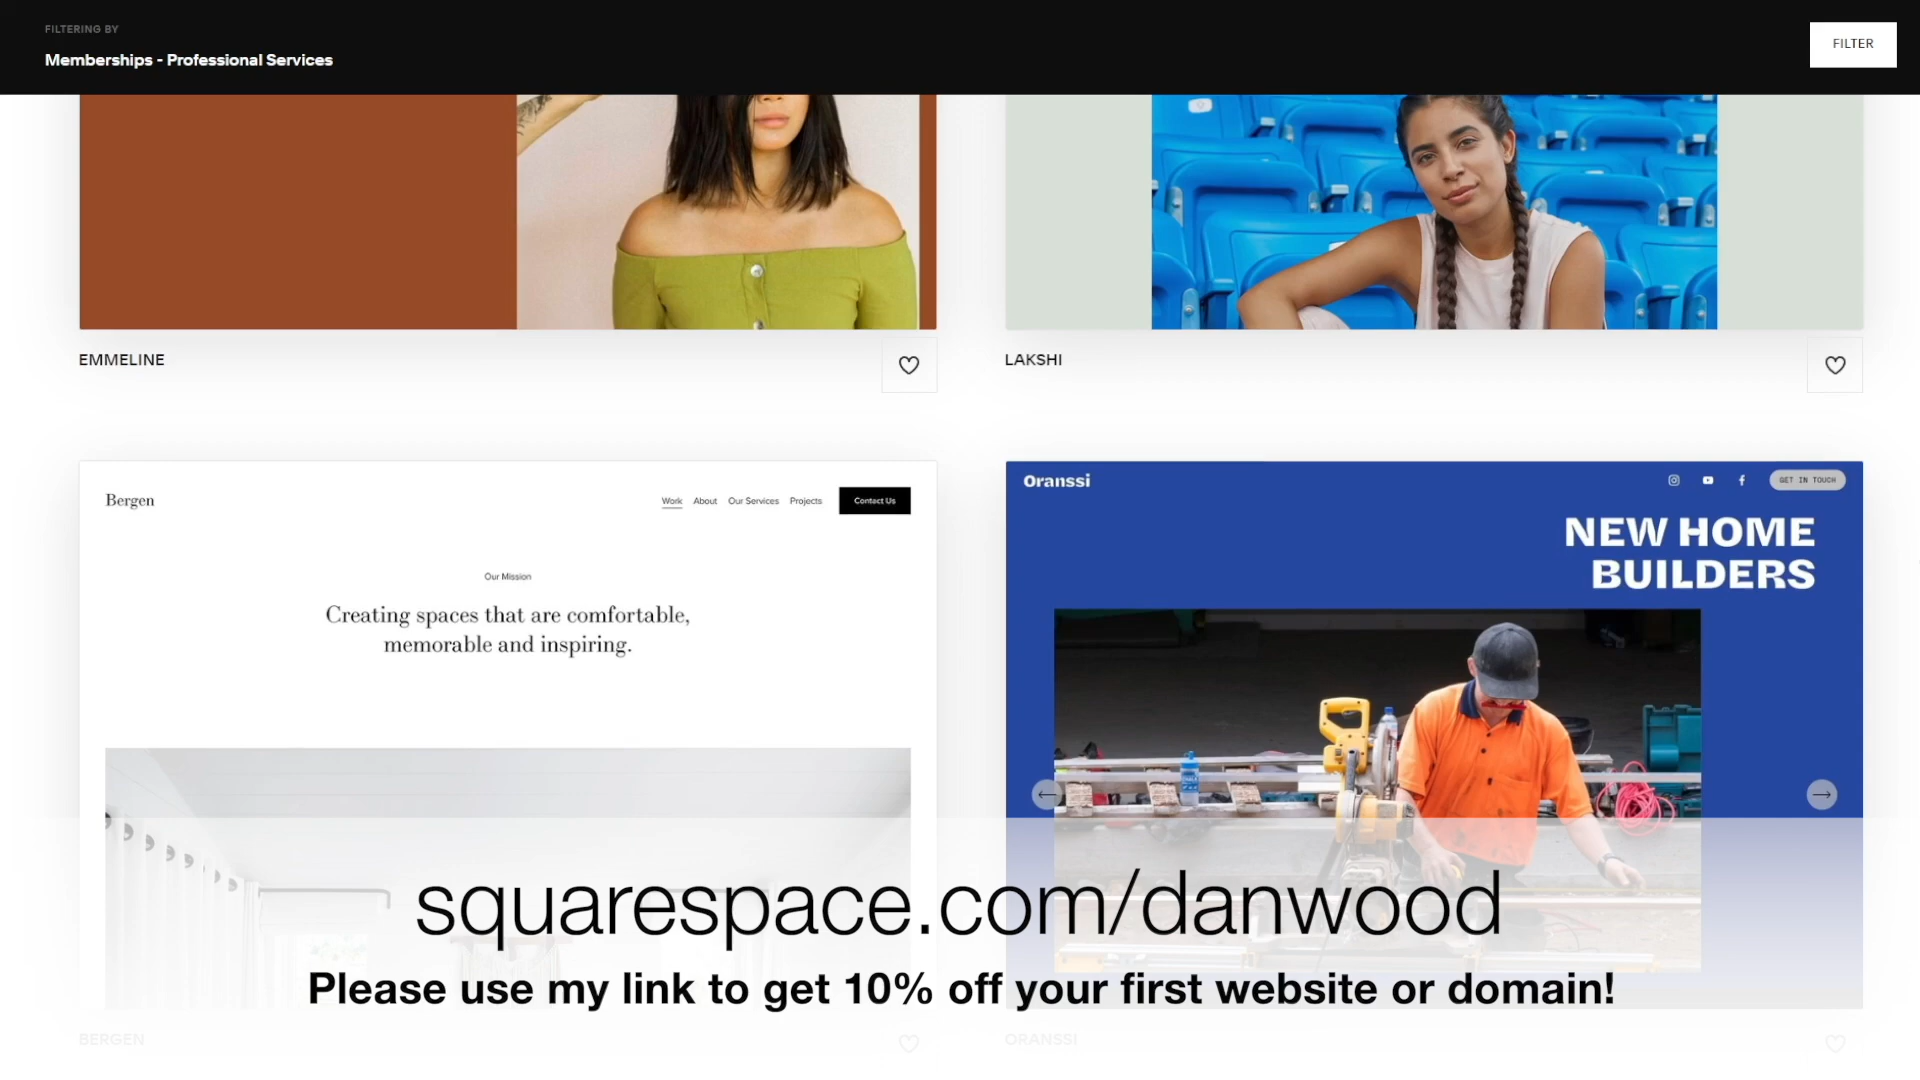 FILTERING BY
Memberships - Professional Services
FILTER
EMMELINE
LAKSHI
Bergen
Work About Our Services Projects Contact Us
Our Mission
Creating spaces that are comfortable,
memorable and inspiring.
Oranssi
GET IN TOUCH
NEW HOME
BUILDERS
squarespace.com/danwood
Please use my link to get 10% off your first website or domain!
BERGEN
ORANSSI